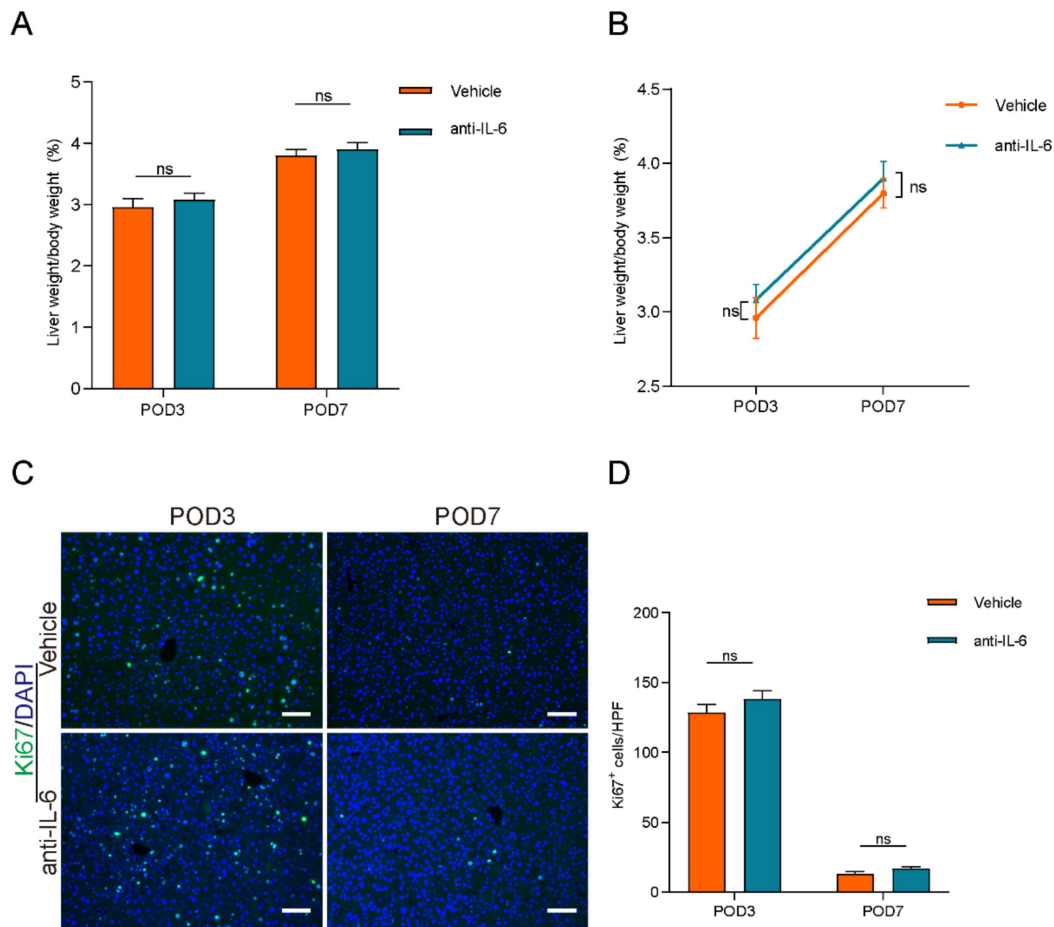 A
Liver weight/body weight (%)
5
4
3
2
1
0
ns
ns
POD3
POD7
Vehicle
anti-IL-6
B
Liver weight/body weight (%)
4.5
4.0
3.5
3.0
2.5
ns
ns
POD3
POD7
Vehicle
anti-IL-6
C
POD3
POD7
Ki67/DAPI
Vehicle
anti-IL-6
D
Ki67⁺ cells/HPF
200
150
100
50
0
ns
ns
POD3
POD7
Vehicle
anti-IL-6